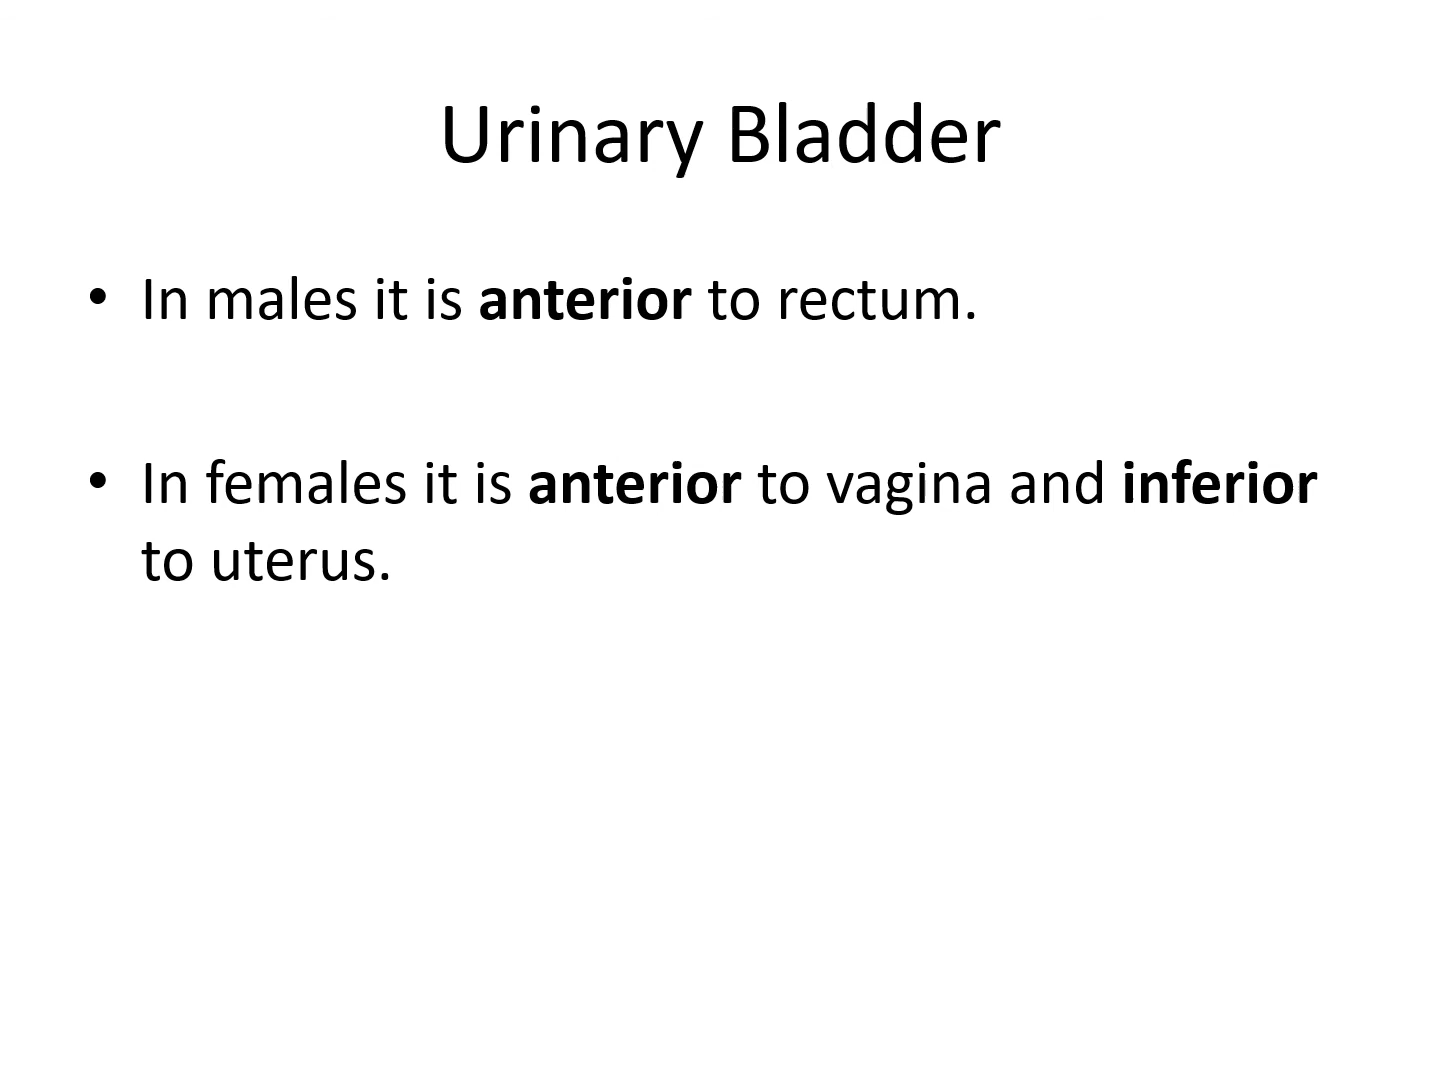 Urinary Bladder
• In males it is anterior to rectum.
• In females it is anterior to vagina and inferior
to uterus.